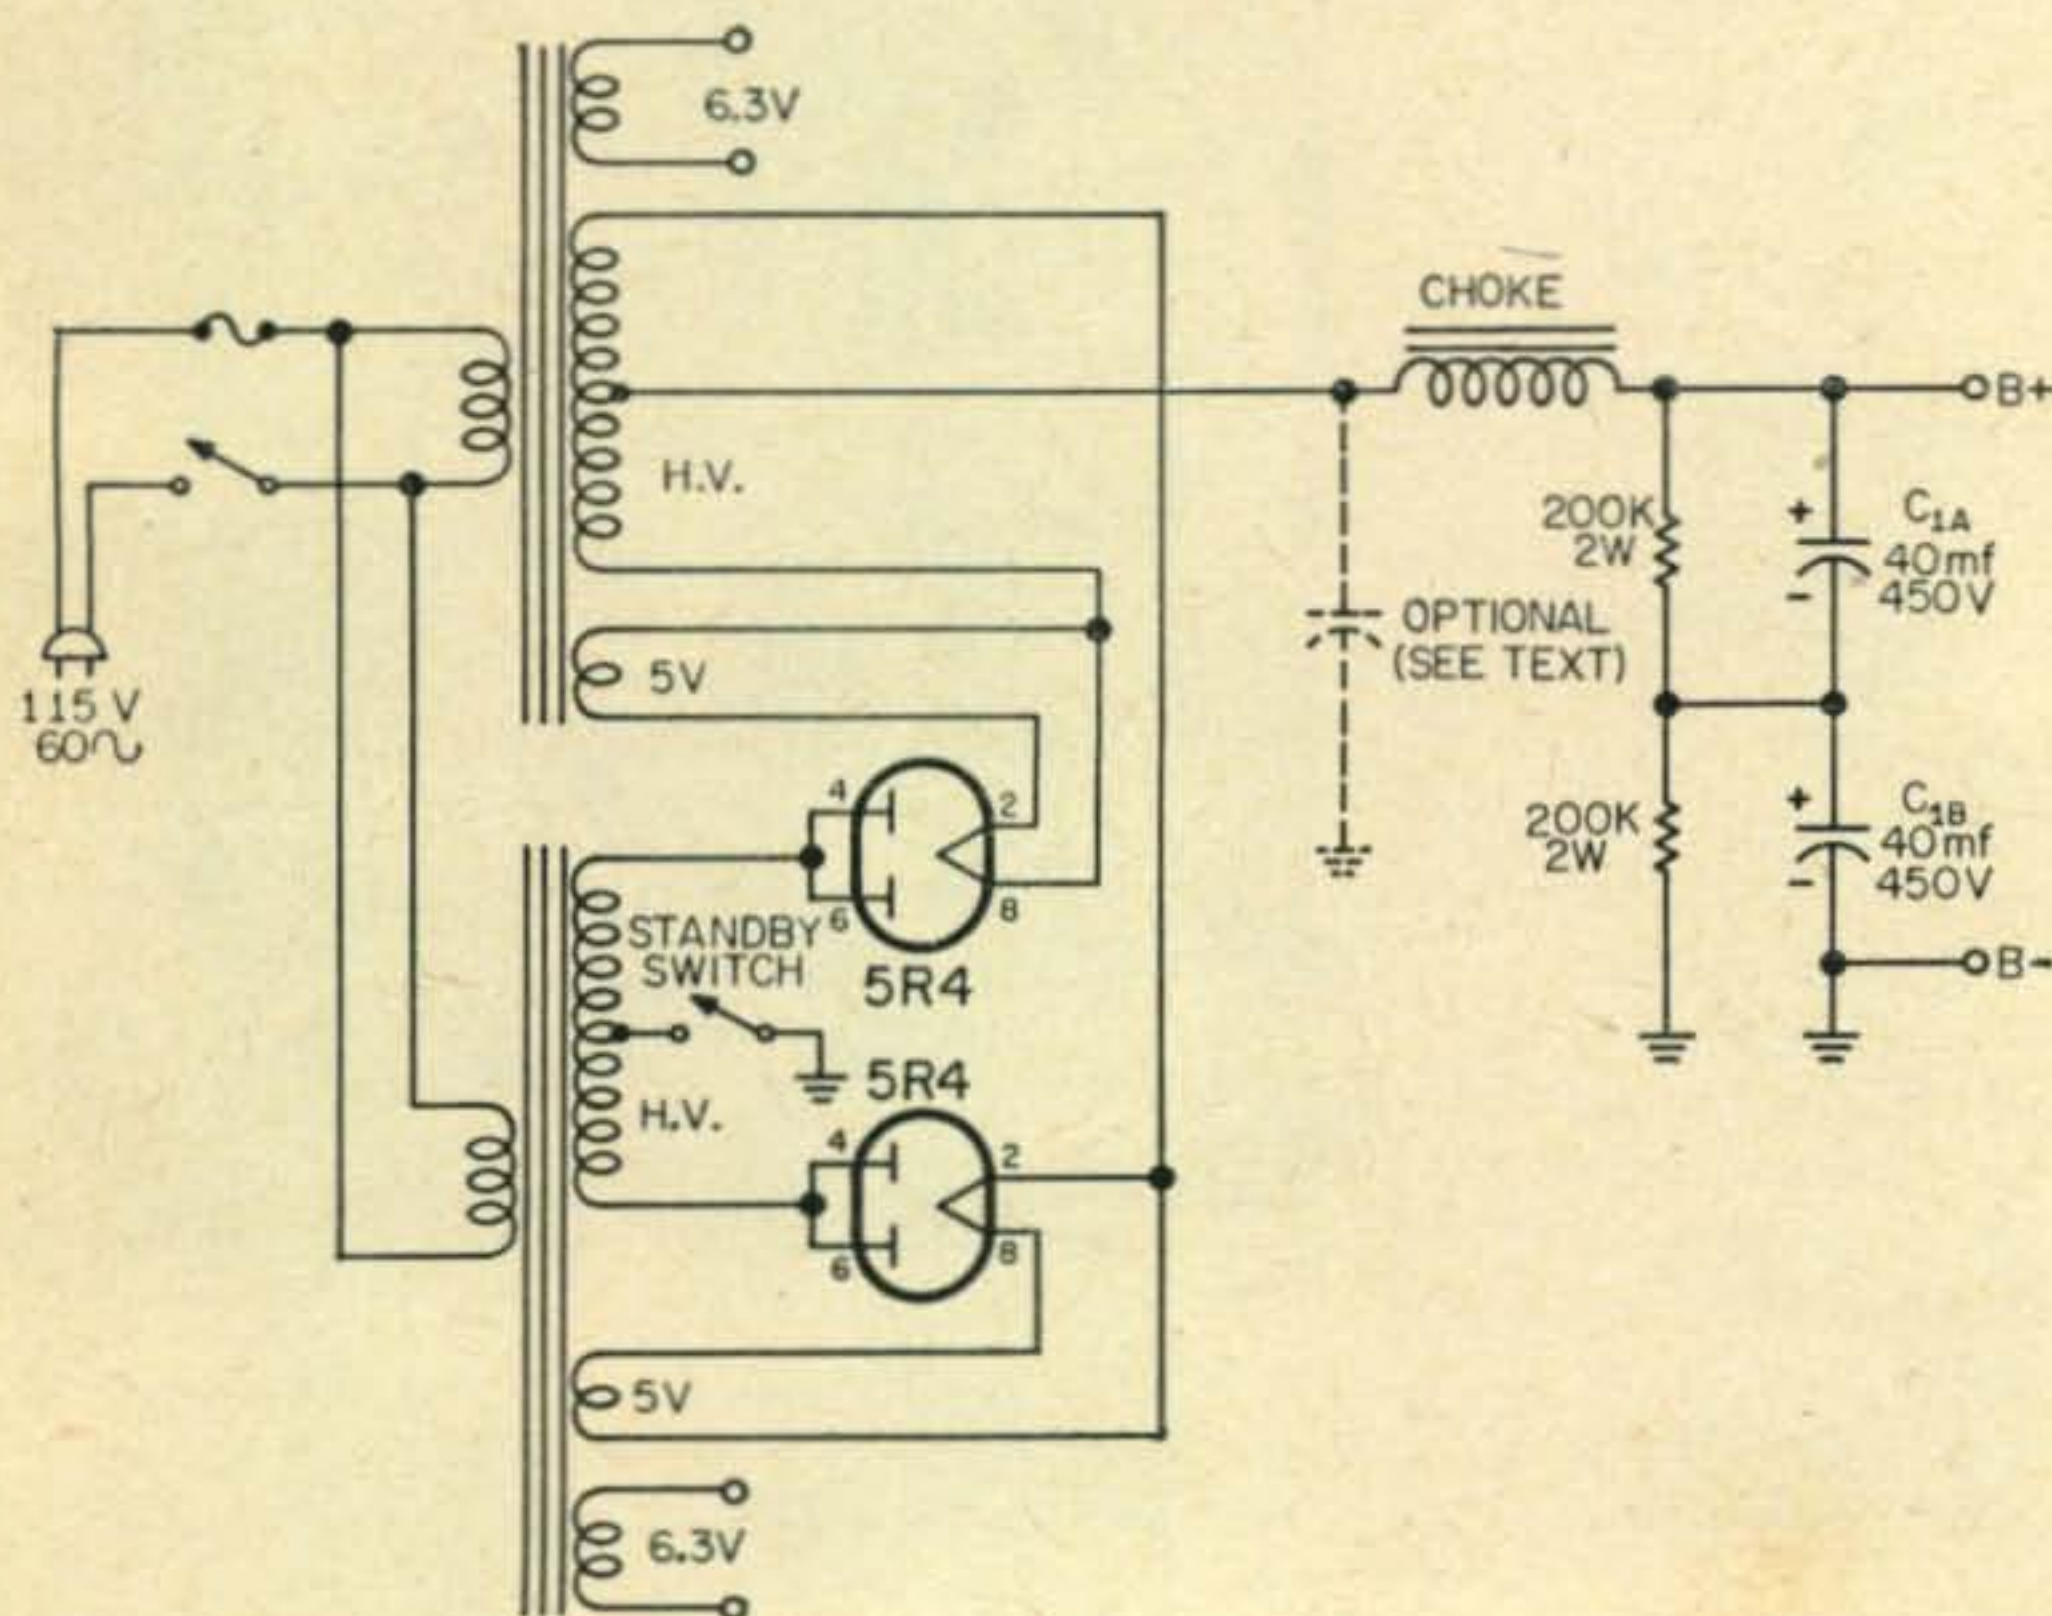 6.3V
H.V.
CHOKE
B+
200K
2W
+
C1A
40mf
450V
-
OPTIONAL
(SEE TEXT)
5V
115 V
60∿
4
2
6
8
5R4
STANDBY
SWITCH
200K
2W
+
C1B
40mf
450V
-
B-
5R4
H.V.
4
2
6
8
5V
6.3V